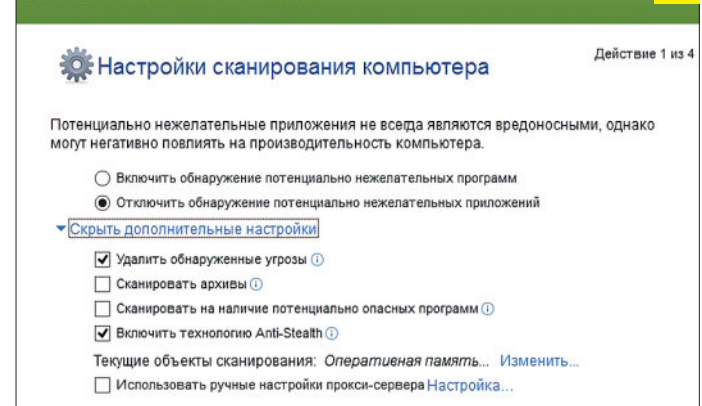 Действие 1 из 4
Настройки сканирования компьютера
Потенциально нежелательные приложения не всегда являются вредоносными, однако
могут негативно повлиять на производительность компьютера.
Включить обнаружение потенциально нежелательных программ
Отключить обнаружение потенциально нежелательных приложений
Скрыть дополнительные настройки
Удалить обнаруженные угрозы
Сканировать архивы
Сканировать на наличие потенциально опасных программ
Включить технологию Anti-Stealth
Текущие объекты сканирования: Оперативная память... Изменить...
Использовать ручные настройки прокси-сервера Настройка...